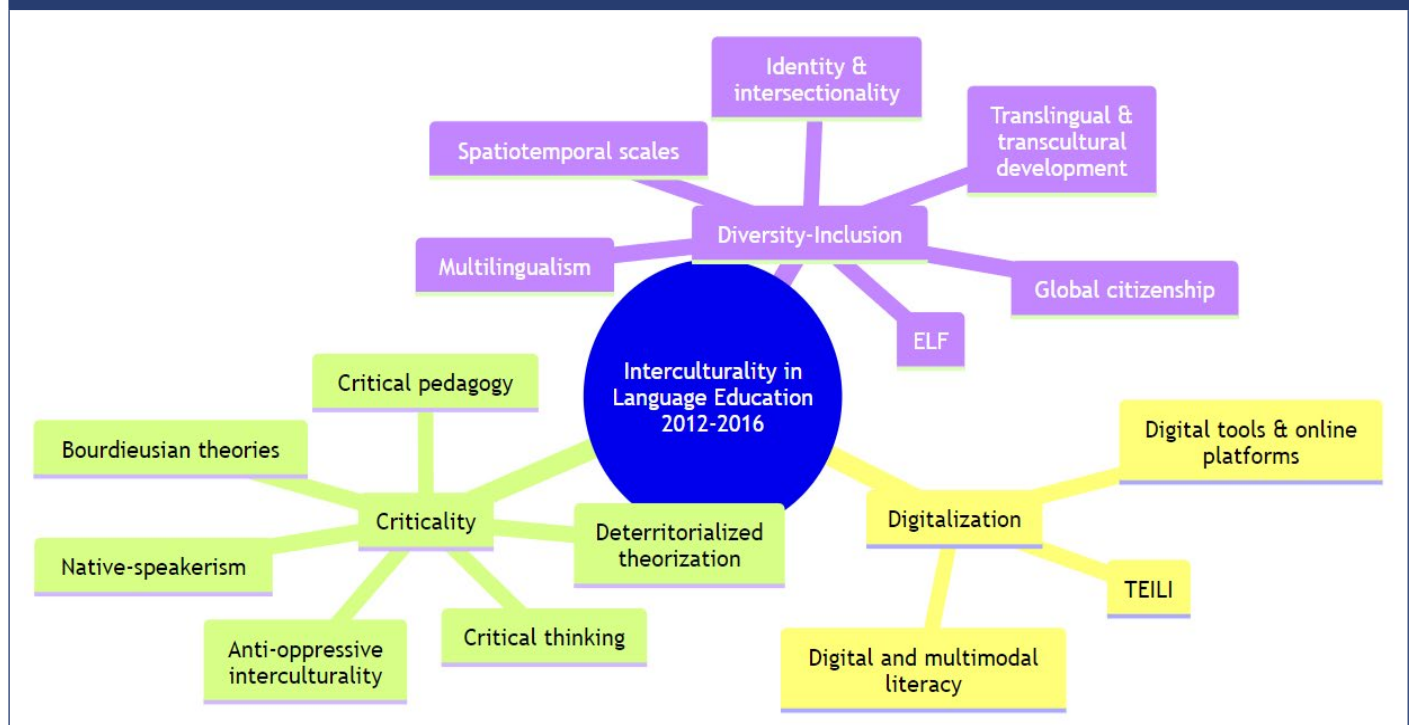 Identity &
intersectionality
Translingual &
transcultural
development
Spatiotemporal scales
Diversity-Inclusion
Multilingualism
Global citizenship
ELF
Interculturality in
Language Education
2012-2016
Critical pedagogy
Bourdieusian theories
Criticality
Native-speakerism
Deterritorialized
theorization
Anti-oppressive
interculturality
Critical thinking
Digital tools & online
platforms
Digitalization
TEILI
Digital and multimodal
literacy